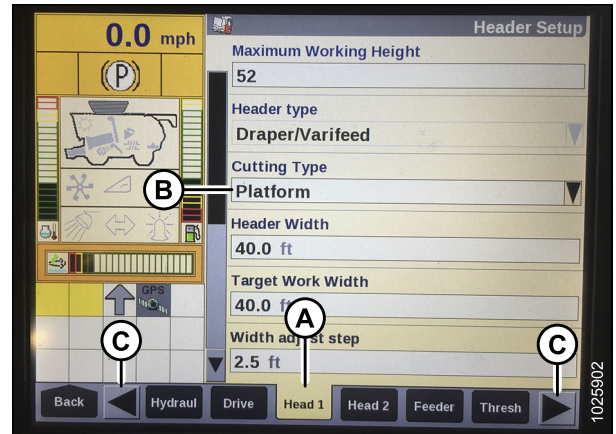 0.0 mph
Header Setup
(P)
Maximum Working Height
52
Header type
Draper/Varifeed
Cutting Type
B
Platform
Header Width
40.0 ft
Target Work Width
GPS
40.0 ft
A
Width adjust step
C
C
2.5 ft
Back
Hydraul
Drive
Head 1
Head 2
Feeder
Thresh
1025902